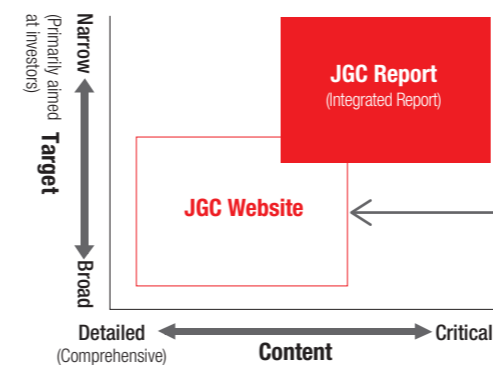 Narrow
(Primarily aimed
at investors)
Target
Broad
JGC Report
(Integrated Report)
JGC Website
Detailed
(Comprehensive)
Content
Critical